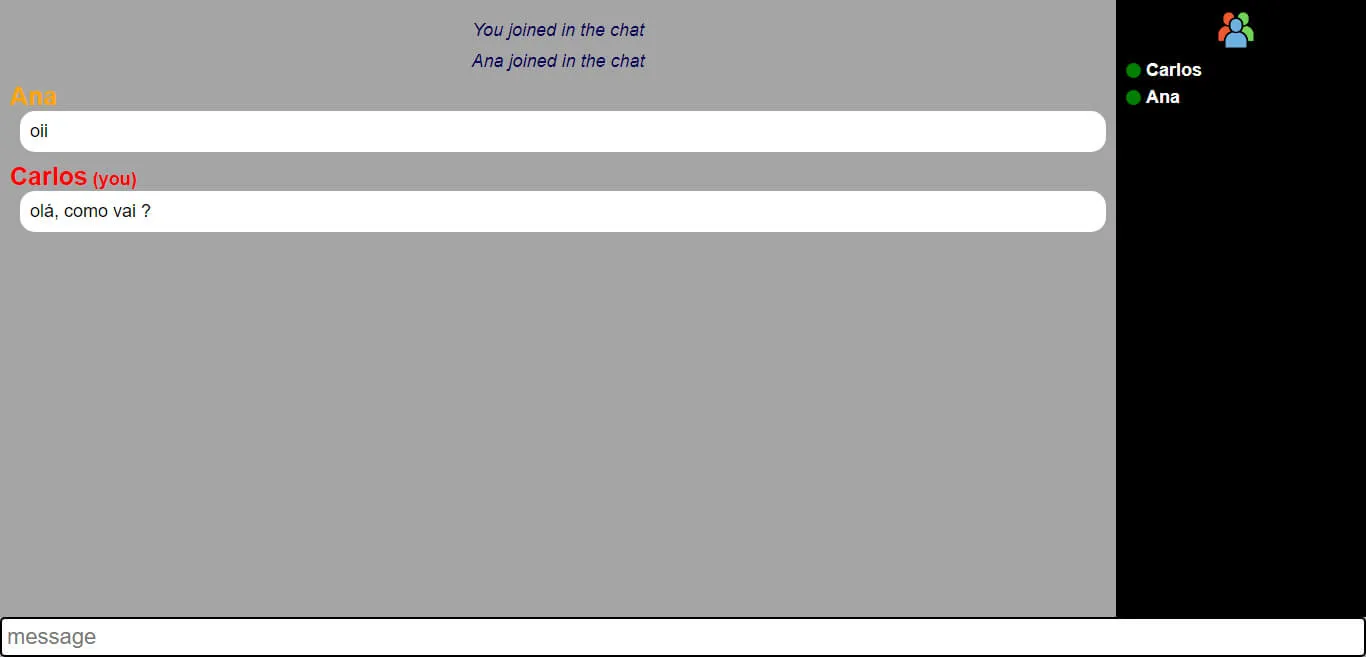 You joined in the chat
Ana joined in the chat
Ana
oii
Carlos (you)
olá, como vai ?
message
Carlos
Ana